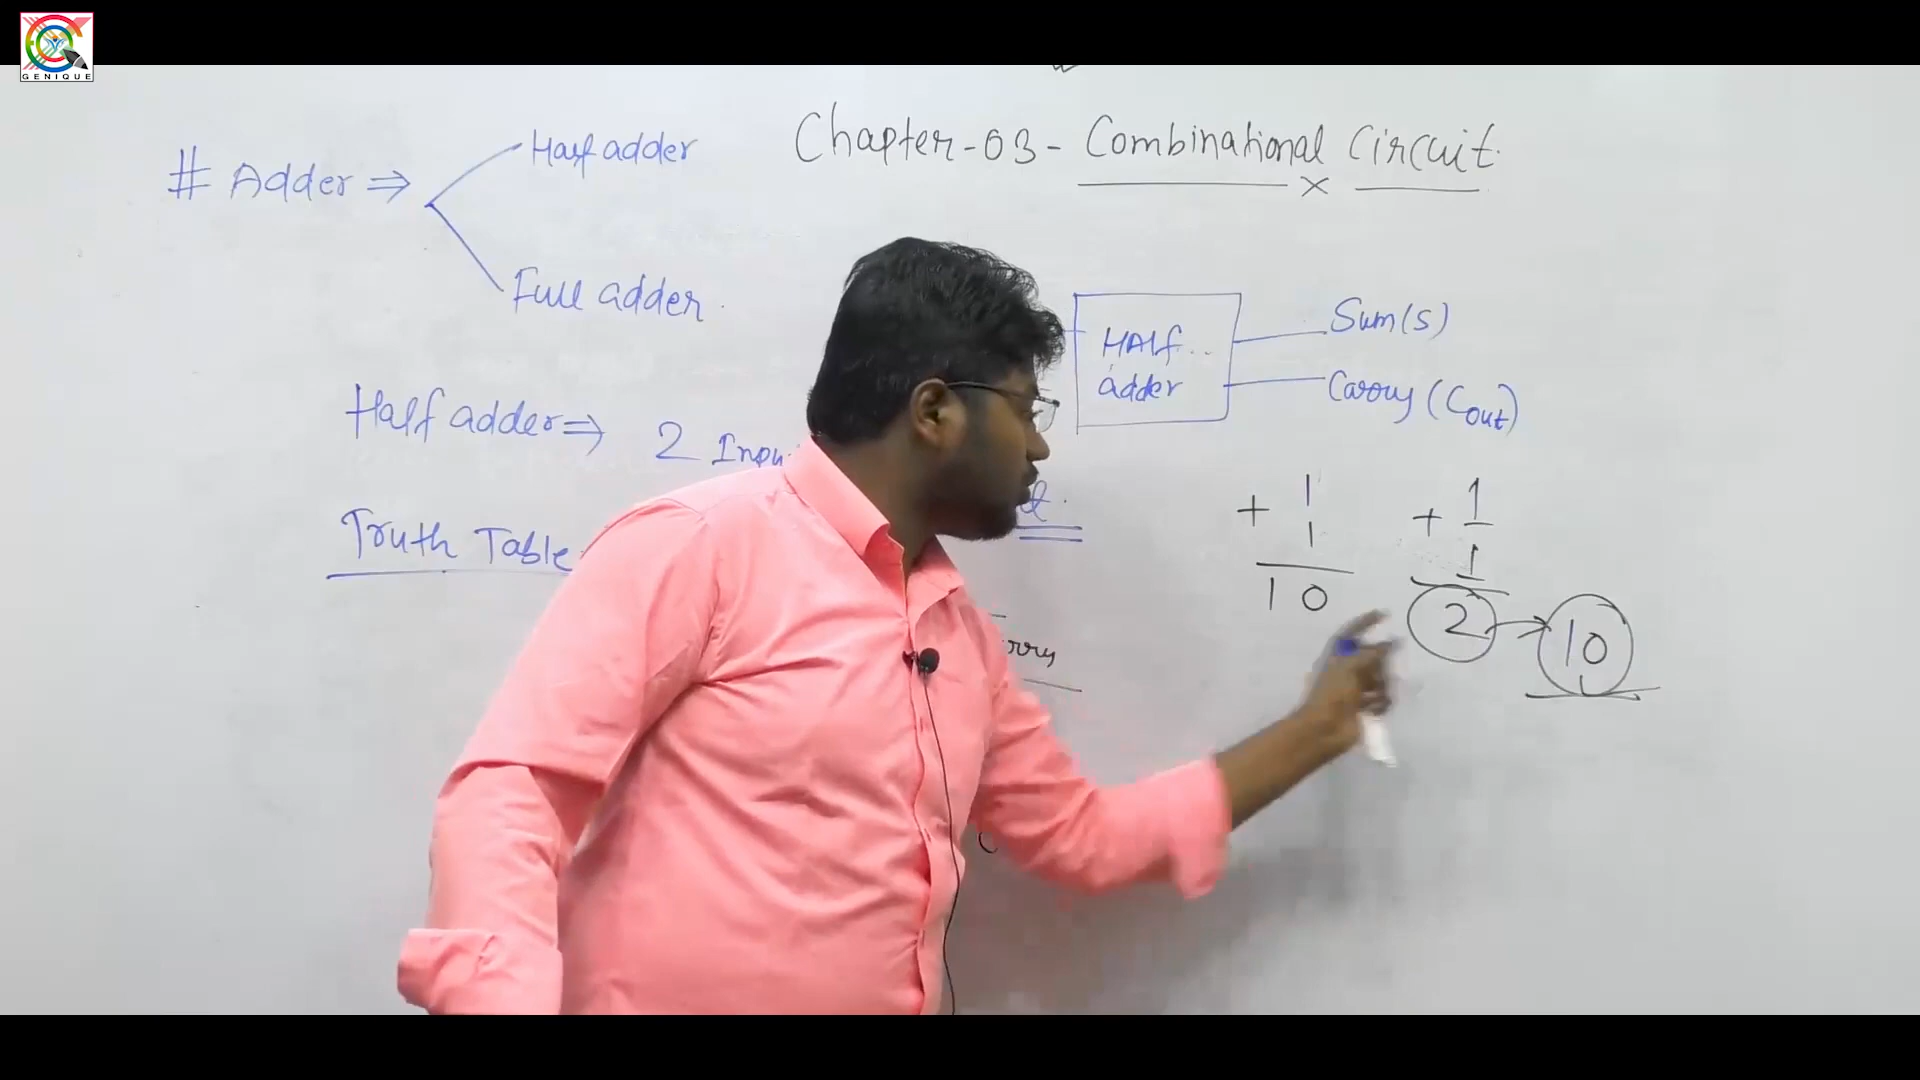 GENIQUE
Chapter-03- Combinational Circuit
# Adder ⇒
Half adder
Full adder
HAlf
adder
Sum(s)
Carry (Cout)
Half adder ⇒ 2
Truth Table
+ 1
1
10
+ 1
1
2 → 10